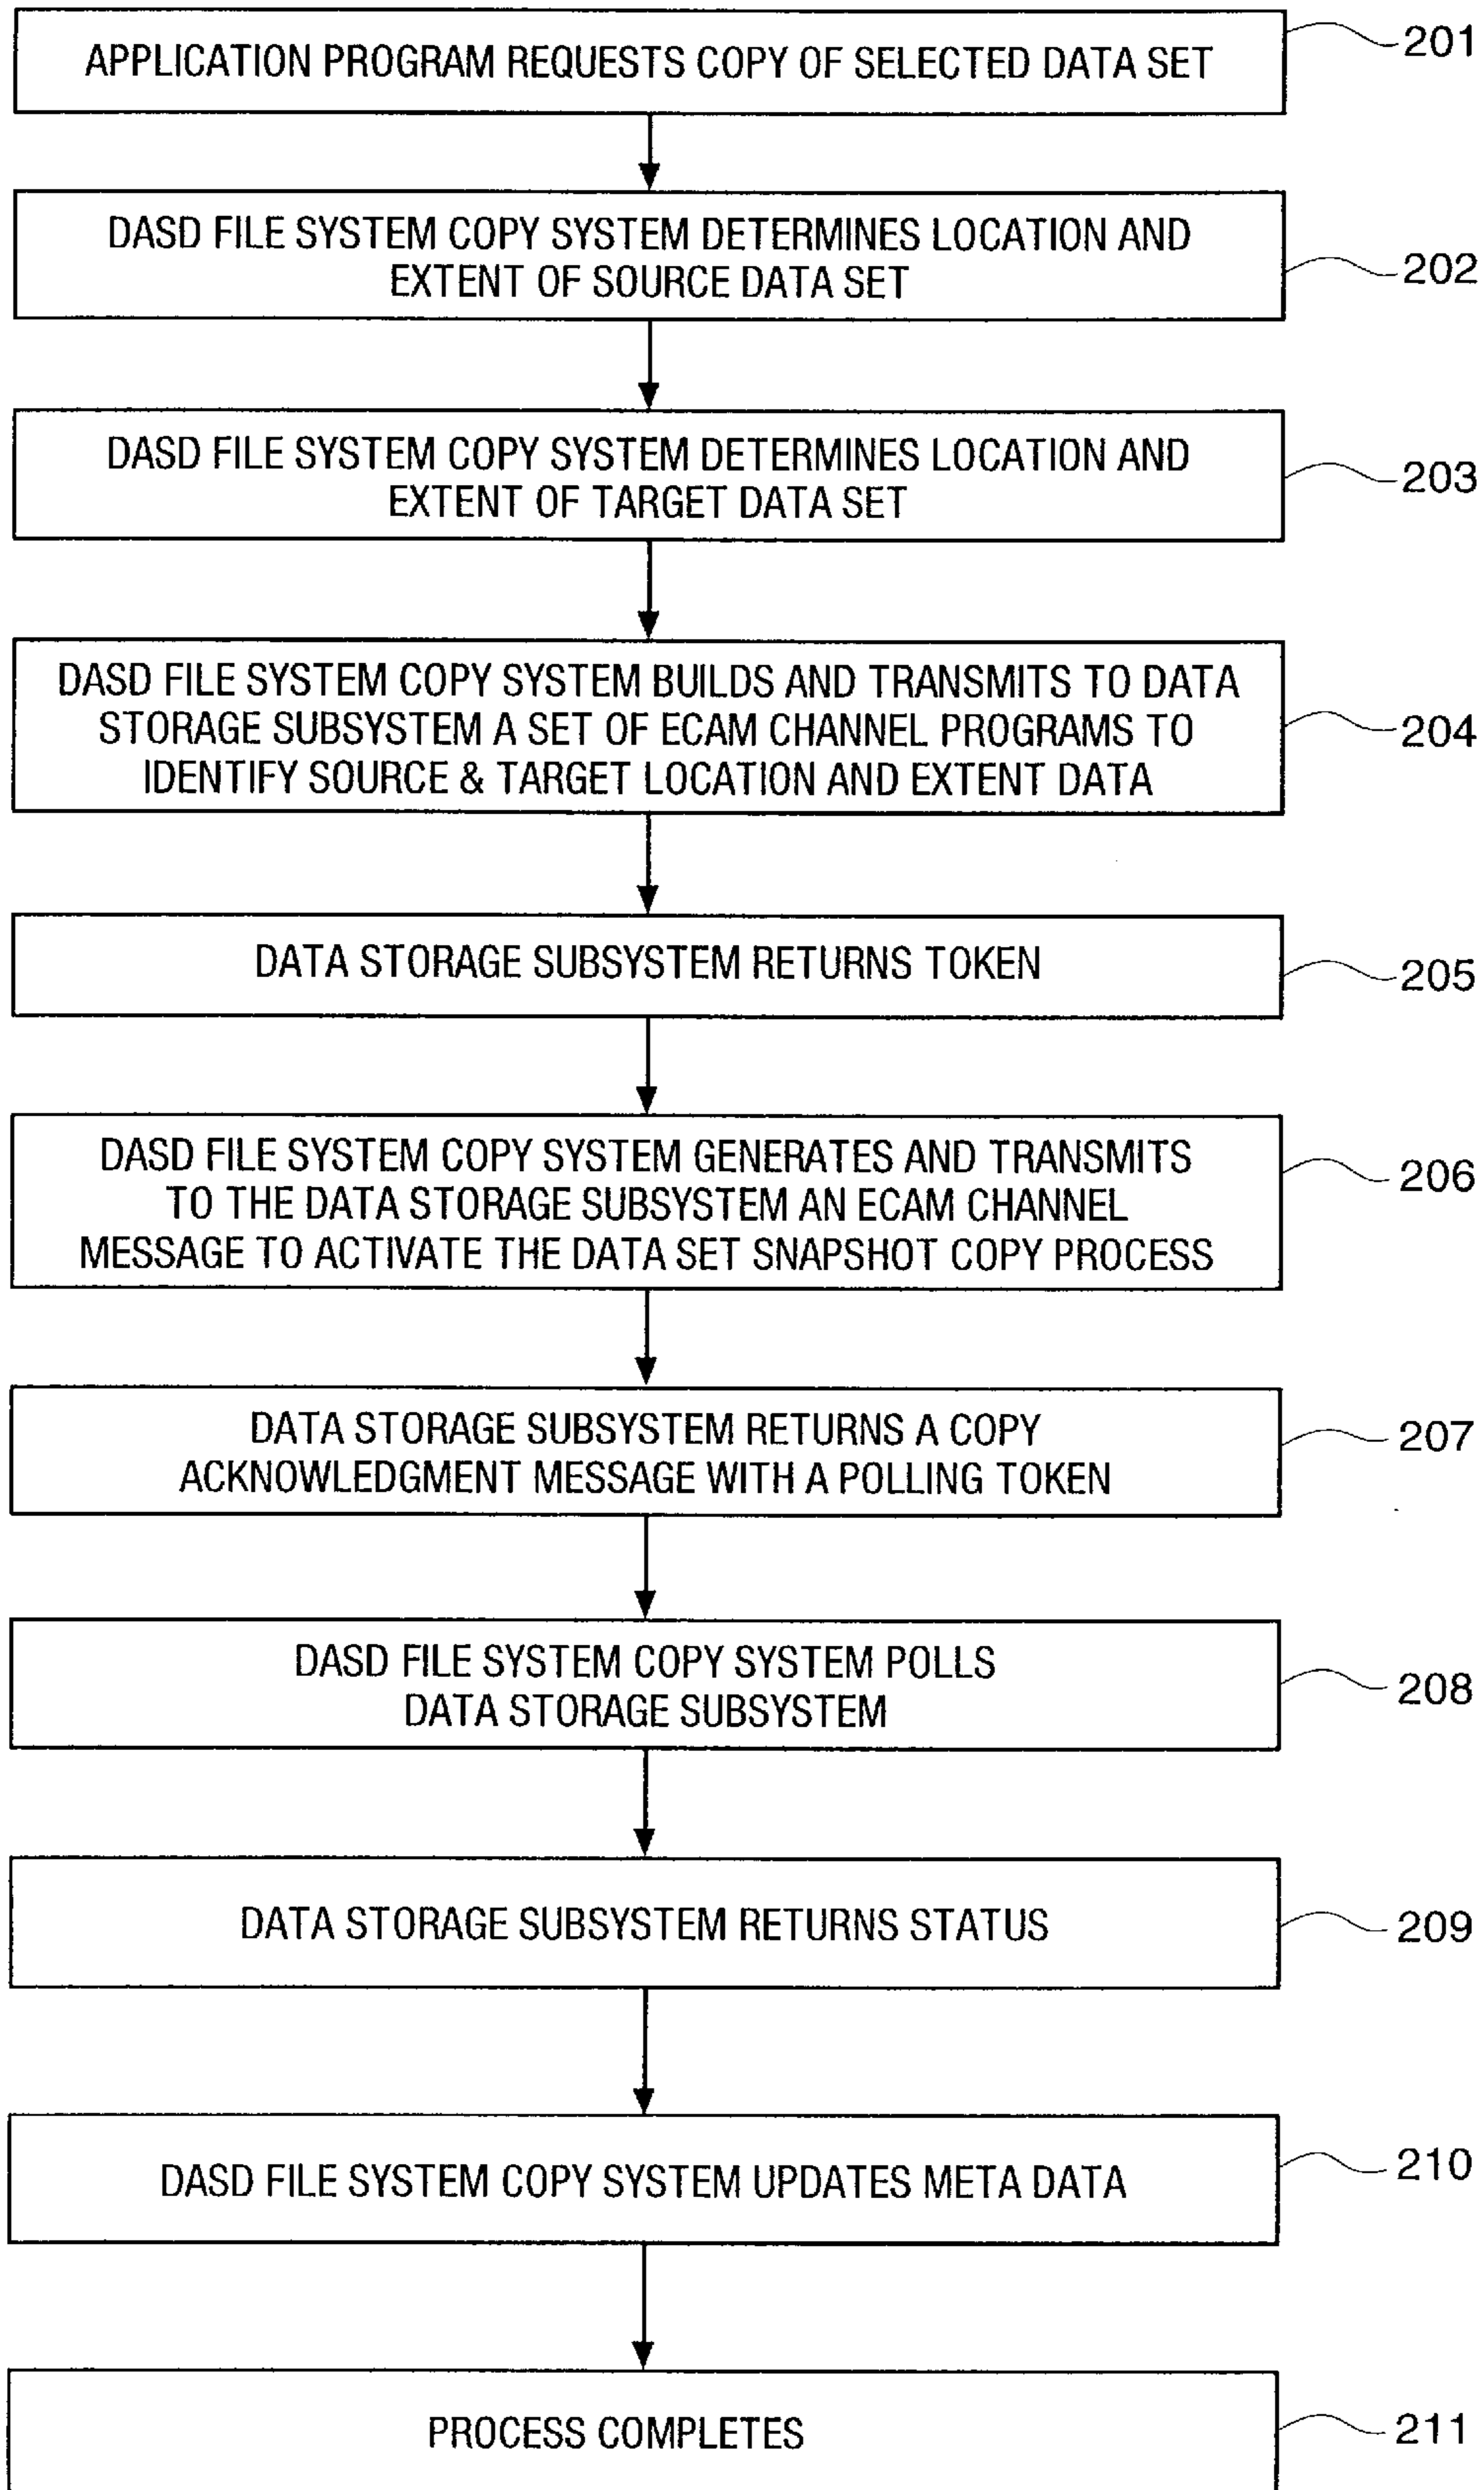 APPLICATION PROGRAM REQUESTS COPY OF SELECTED DATA SET
201
DASD FILE SYSTEM COPY SYSTEM DETERMINES LOCATION AND
EXTENT OF SOURCE DATA SET
202
DASD FILE SYSTEM COPY SYSTEM DETERMINES LOCATION AND
EXTENT OF TARGET DATA SET
203
DASD FILE SYSTEM COPY SYSTEM BUILDS AND TRANSMITS TO DATA
STORAGE SUBSYSTEM A SET OF ECAM CHANNEL PROGRAMS TO
IDENTIFY SOURCE & TARGET LOCATION AND EXTENT DATA
204
DATA STORAGE SUBSYSTEM RETURNS TOKEN
205
DASD FILE SYSTEM COPY SYSTEM GENERATES AND TRANSMITS
TO THE DATA STORAGE SUBSYSTEM AN ECAM CHANNEL
MESSAGE TO ACTIVATE THE DATA SET SNAPSHOT COPY PROCESS
206
DATA STORAGE SUBSYSTEM RETURNS A COPY
ACKNOWLEDGMENT MESSAGE WITH A POLLING TOKEN
207
DASD FILE SYSTEM COPY SYSTEM POLLS
DATA STORAGE SUBSYSTEM
208
DATA STORAGE SUBSYSTEM RETURNS STATUS
209
DASD FILE SYSTEM COPY SYSTEM UPDATES META DATA
210
PROCESS COMPLETES
211